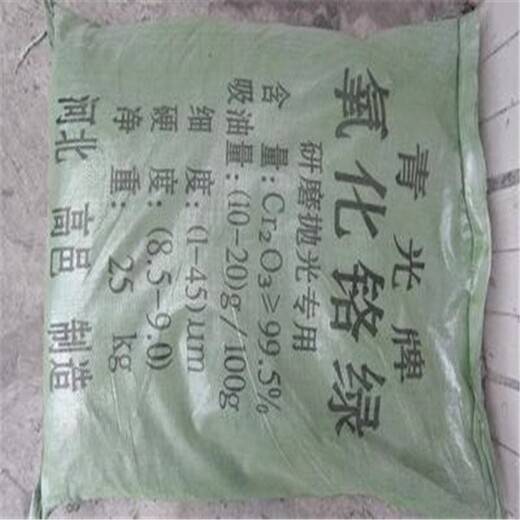 青光牌
氧化铬绿
研磨抛光专用
含量:Cr₂O₃≥99.5%
吸油量:(10-20)g/100g
细度:(1-45)μm
硬度:(8.5-9.0)
净重:25kg
河北高邑制造